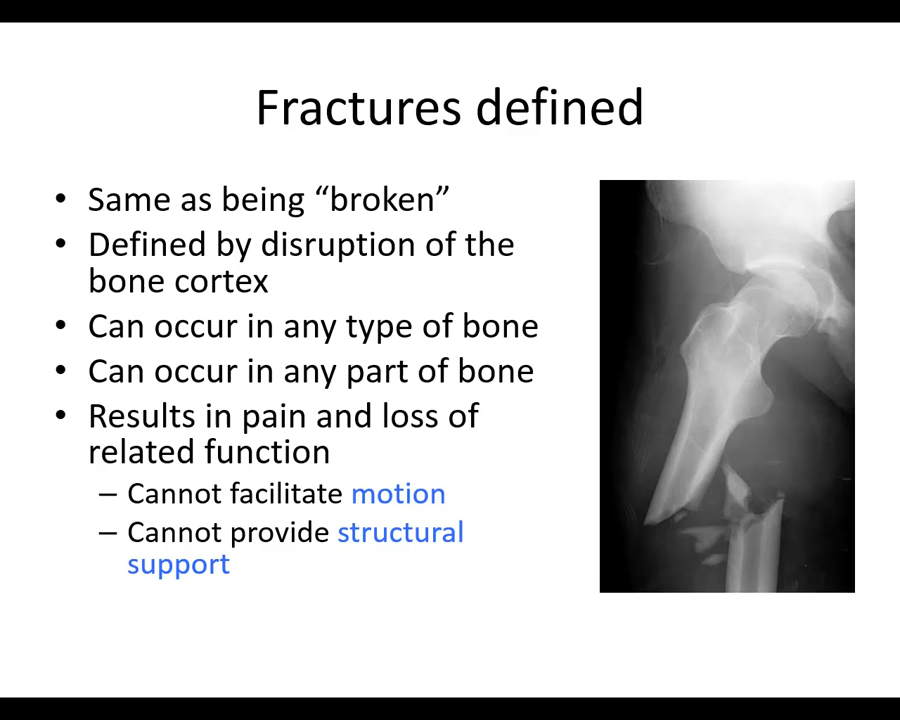 Fractures defined
• Same as being “broken”
• Defined by disruption of the
bone cortex
• Can occur in any type of bone
• Can occur in any part of bone
• Results in pain and loss of
related function
– Cannot facilitate motion
– Cannot provide structural
support